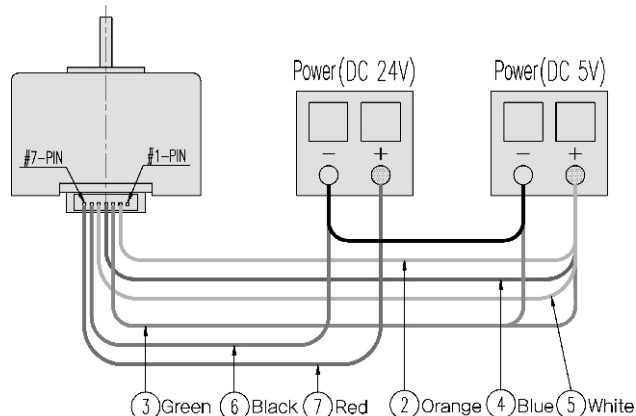 Power(DC 24V) Power(DC 5V)
#7-PIN #1-PIN
− + − +
3 Green 6 Black 7 Red 2 Orange 4 Blue 5 White